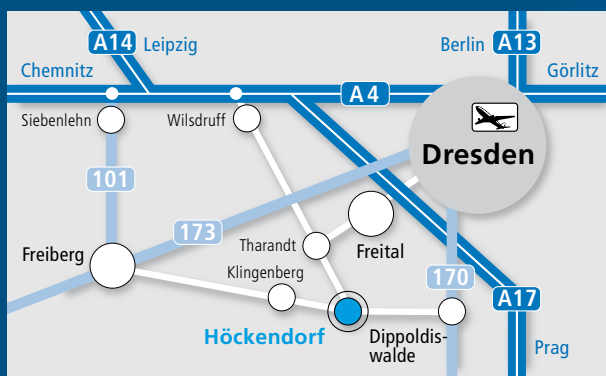 A14 Leipzig
Berlin A13
Chemnitz
Görlitz
A4
Siebenlehn
Wilsdruff
Dresden
101
173
Freiberg
Tharandt
Freital
Klingenberg
170
A17
Höckendorf
Dippoldis-
walde
Prag